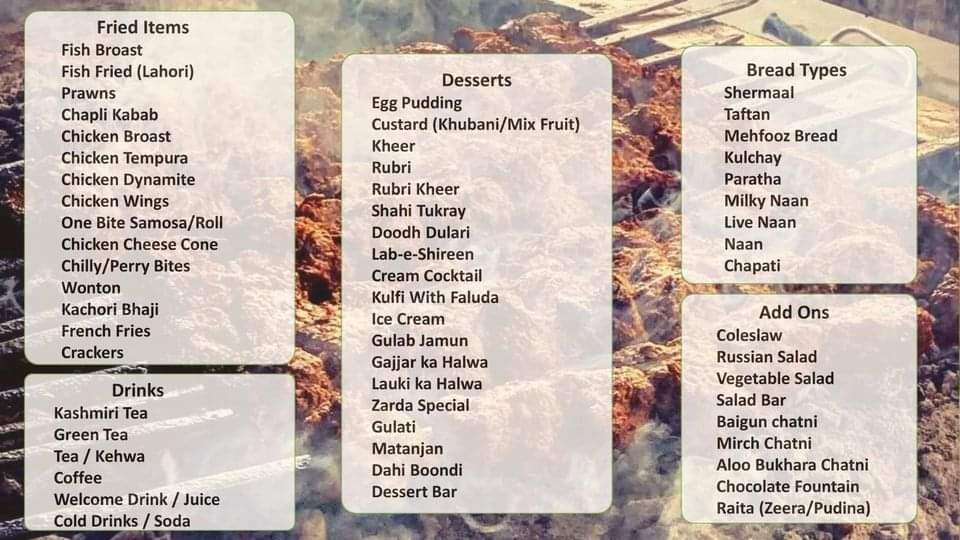 Fried Items
Fish Broast
Fish Fried (Lahori)
Prawns
Chapli Kabab
Chicken Broast
Chicken Tempura
Chicken Dynamite
Chicken Wings
One Bite Samosa/Roll
Chicken Cheese Cone
Chilly/Perry Bites
Wonton
Kachori Bhaji
French Fries
Crackers
Drinks
Kashmiri Tea
Green Tea
Tea / Kehwa
Coffee
Welcome Drink / Juice
Cold Drinks / Soda
Desserts
Egg Pudding
Custard (Khubani/Mix Fruit)
Kheer
Rubri
Rubri Kheer
Shahi Tukray
Doodh Dulari
Lab-e-Shireen
Cream Cocktail
Kulfi With Faluda
Ice Cream
Gulab Jamun
Gajjar ka Halwa
Lauki ka Halwa
Zarda Special
Gulati
Matanjan
Dahi Boondi
Dessert Bar
Bread Types
Shermaal
Taftan
Mehfooz Bread
Kulchay
Paratha
Milky Naan
Live Naan
Naan
Chapati
Add Ons
Coleslaw
Russian Salad
Vegetable Salad
Salad Bar
Baigun chatni
Mirch Chatni
Aloo Bukhara Chatni
Chocolate Fountain
Raita (Zeera/Pudina)